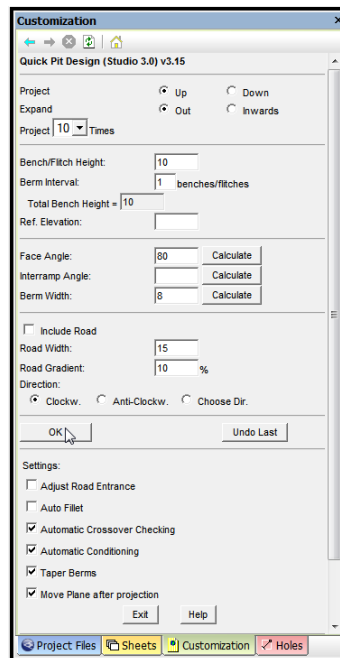 Customization
Quick Pit Design (Studio 3.0) v3.15
Project Up Down
Expand Out Inwards
Project 10 Times
Bench/Flitch Height: 10
Berm Interval: 1 benches/flitches
Total Bench Height = 10
Ref. Elevation:
Face Angle: 80 Calculate
Interramp Angle: Calculate
Berm Width: 8 Calculate
Include Road
Road Width: 15
Road Gradient: 10 %
Direction:
Clockw. Anti-Clockw. Choose Dir.
OK Undo Last
Settings:
Adjust Road Entrance
Auto Fillet
Automatic Crossover Checking
Automatic Conditioning
Taper Berms
Move Plane after projection
Exit Help
Project Files Sheets Customization Holes